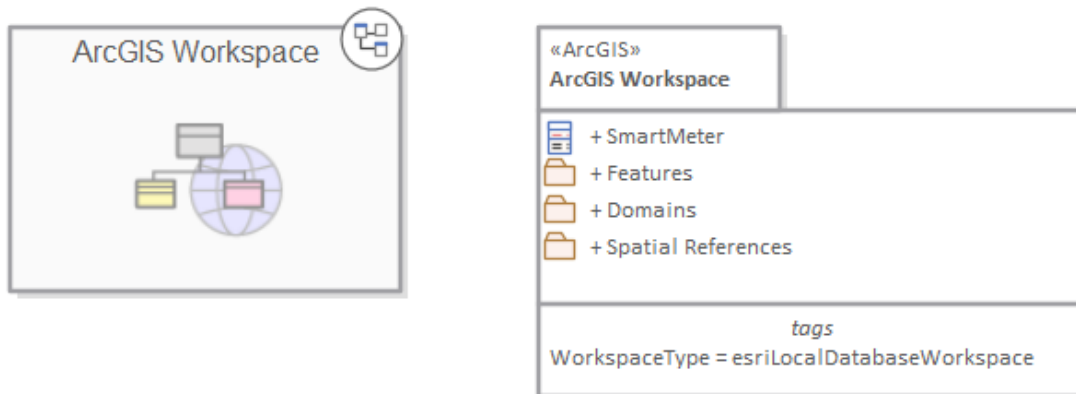 ArcGIS Workspace
«ArcGIS»
ArcGIS Workspace
+ SmartMeter
+ Features
+ Domains
+ Spatial References
tags
WorkspaceType = esriLocalDatabaseWorkspace